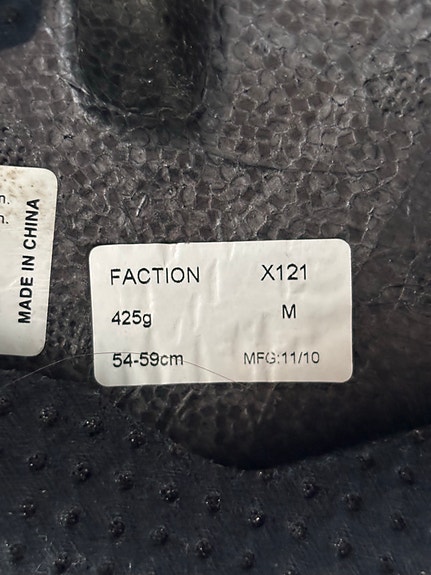 n.
n.
MADE IN CHINA
FACTION X121
425g M
54-59cm MFG:11/10